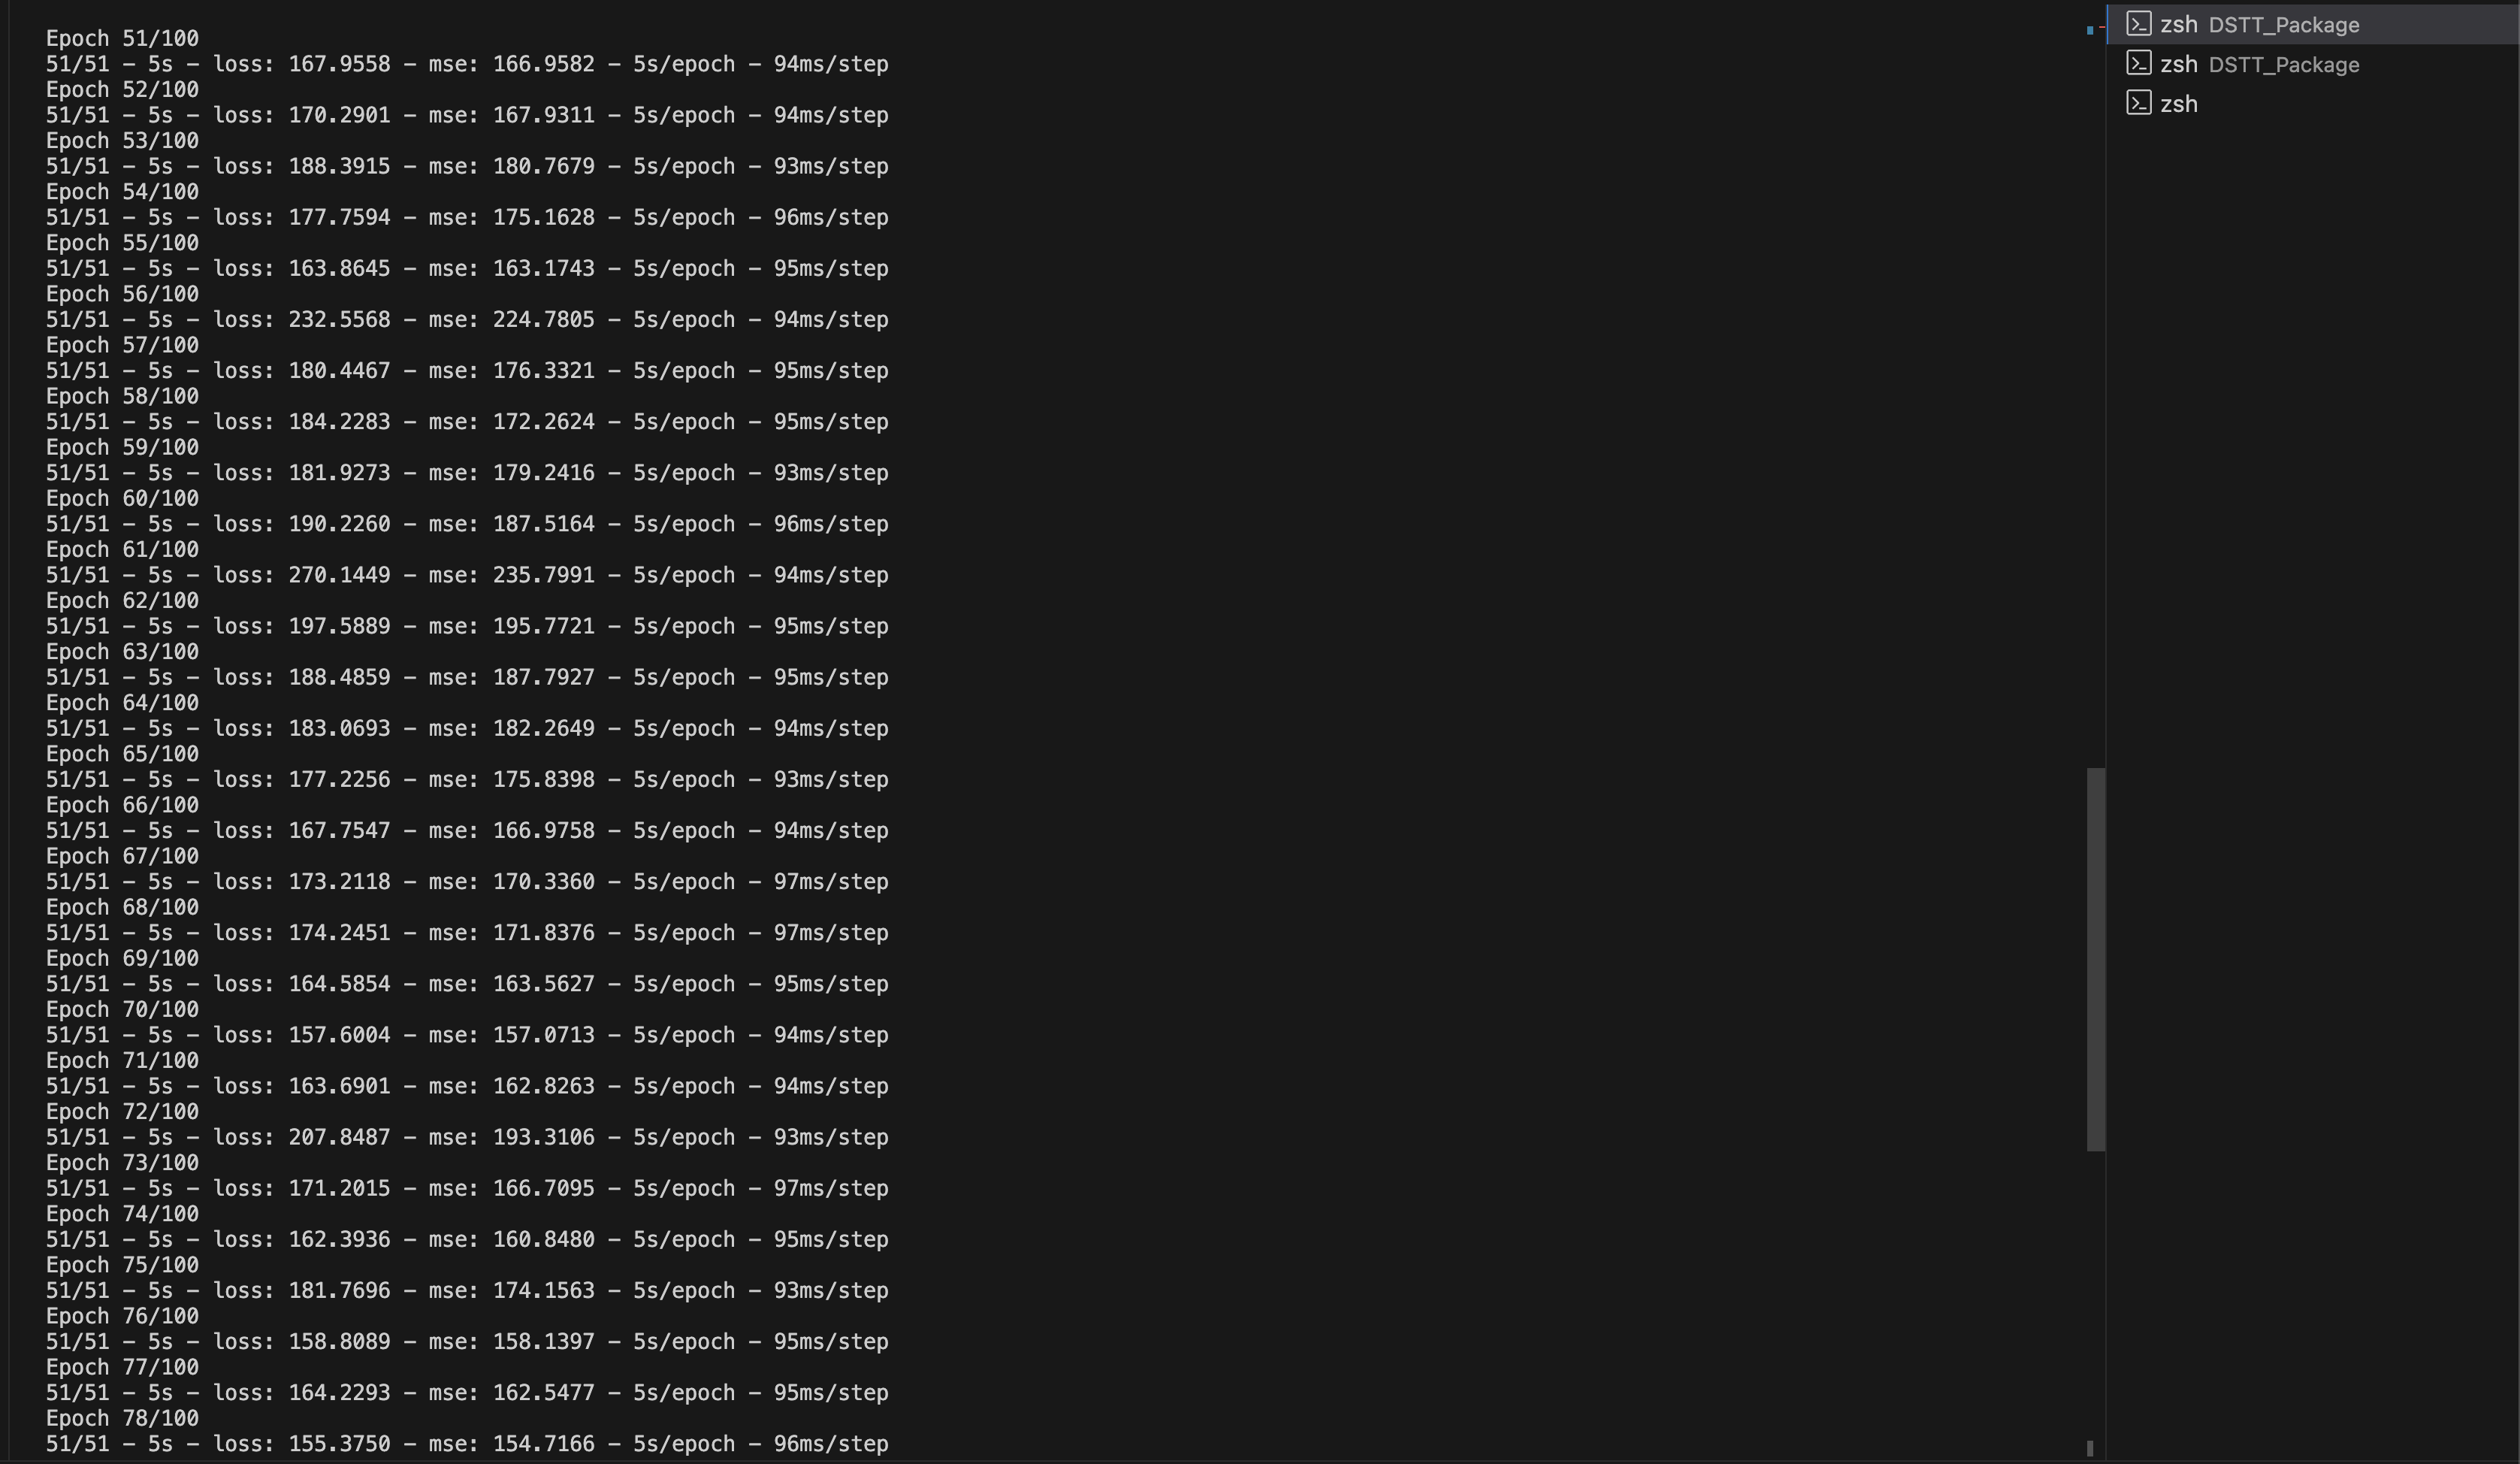 Epoch 51/100
51/51 - 5s - loss: 167.9558 - mse: 166.9582 - 5s/epoch - 94ms/step
Epoch 52/100
51/51 - 5s - loss: 170.2901 - mse: 167.9311 - 5s/epoch - 94ms/step
Epoch 53/100
51/51 - 5s - loss: 188.3915 - mse: 180.7679 - 5s/epoch - 93ms/step
Epoch 54/100
51/51 - 5s - loss: 177.7594 - mse: 175.1628 - 5s/epoch - 96ms/step
Epoch 55/100
51/51 - 5s - loss: 163.8645 - mse: 163.1743 - 5s/epoch - 95ms/step
Epoch 56/100
51/51 - 5s - loss: 232.5568 - mse: 224.7805 - 5s/epoch - 94ms/step
Epoch 57/100
51/51 - 5s - loss: 180.4467 - mse: 176.3321 - 5s/epoch - 95ms/step
Epoch 58/100
51/51 - 5s - loss: 184.2283 - mse: 172.2624 - 5s/epoch - 95ms/step
Epoch 59/100
51/51 - 5s - loss: 181.9273 - mse: 179.2416 - 5s/epoch - 93ms/step
Epoch 60/100
51/51 - 5s - loss: 190.2260 - mse: 187.5164 - 5s/epoch - 96ms/step
Epoch 61/100
51/51 - 5s - loss: 270.1449 - mse: 235.7991 - 5s/epoch - 94ms/step
Epoch 62/100
51/51 - 5s - loss: 197.5889 - mse: 195.7721 - 5s/epoch - 95ms/step
Epoch 63/100
51/51 - 5s - loss: 188.4859 - mse: 187.7927 - 5s/epoch - 95ms/step
Epoch 64/100
51/51 - 5s - loss: 183.0693 - mse: 182.2649 - 5s/epoch - 94ms/step
Epoch 65/100
51/51 - 5s - loss: 177.2256 - mse: 175.8398 - 5s/epoch - 93ms/step
Epoch 66/100
51/51 - 5s - loss: 167.7547 - mse: 166.9758 - 5s/epoch - 94ms/step
Epoch 67/100
51/51 - 5s - loss: 173.2118 - mse: 170.3360 - 5s/epoch - 97ms/step
Epoch 68/100
51/51 - 5s - loss: 174.2451 - mse: 171.8376 - 5s/epoch - 97ms/step
Epoch 69/100
51/51 - 5s - loss: 164.5854 - mse: 163.5627 - 5s/epoch - 95ms/step
Epoch 70/100
51/51 - 5s - loss: 157.6004 - mse: 157.0713 - 5s/epoch - 94ms/step
Epoch 71/100
51/51 - 5s - loss: 163.6901 - mse: 162.8263 - 5s/epoch - 94ms/step
Epoch 72/100
51/51 - 5s - loss: 207.8487 - mse: 193.3106 - 5s/epoch - 93ms/step
Epoch 73/100
51/51 - 5s - loss: 171.2015 - mse: 166.7095 - 5s/epoch - 97ms/step
Epoch 74/100
51/51 - 5s - loss: 162.3936 - mse: 160.8480 - 5s/epoch - 95ms/step
Epoch 75/100
51/51 - 5s - loss: 181.7696 - mse: 174.1563 - 5s/epoch - 93ms/step
Epoch 76/100
51/51 - 5s - loss: 158.8089 - mse: 158.1397 - 5s/epoch - 95ms/step
Epoch 77/100
51/51 - 5s - loss: 164.2293 - mse: 162.5477 - 5s/epoch - 95ms/step
Epoch 78/100
51/51 - 5s - loss: 155.3750 - mse: 154.7166 - 5s/epoch - 96ms/step
zsh DSTT_Package
zsh DSTT_Package
zsh